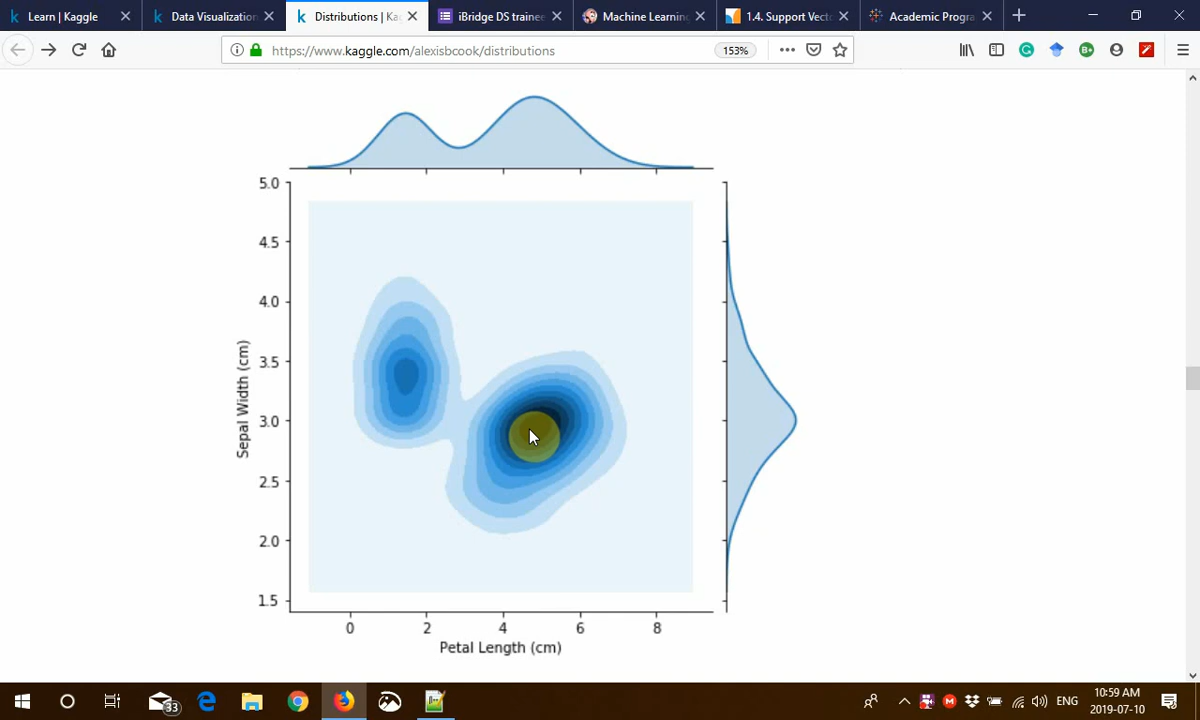 Learn | Kaggle
Data Visualization
Distributions | Ka
iBridge DS trainee
Machine Learning
1.4. Support Vecto
Academic Progra
https://www.kaggle.com/alexisbcook/distributions
153%
5.0
4.5
4.0
3.5
3.0
2.5
2.0
1.5
Sepal Width (cm)
0 2 4 6 8
Petal Length (cm)
33
ENG
10:59 AM
2019-07-10